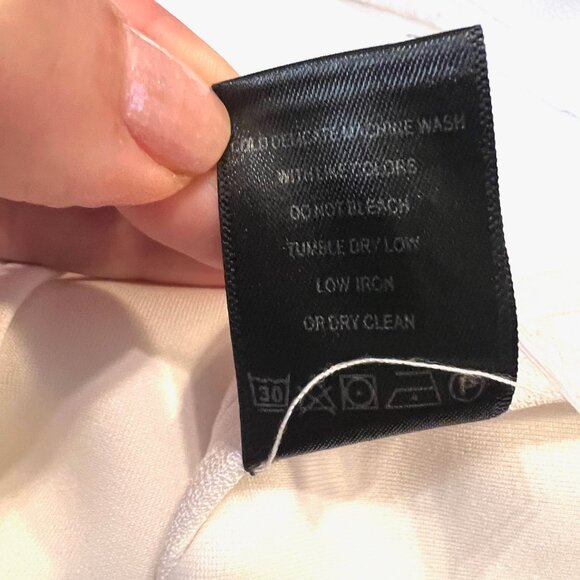 COLD DELICATE MACHINE WASH
WITH LIKE COLORS
DO NOT BLEACH
TUMBLE DRY LOW
LOW IRON
OR DRY CLEAN
30 P